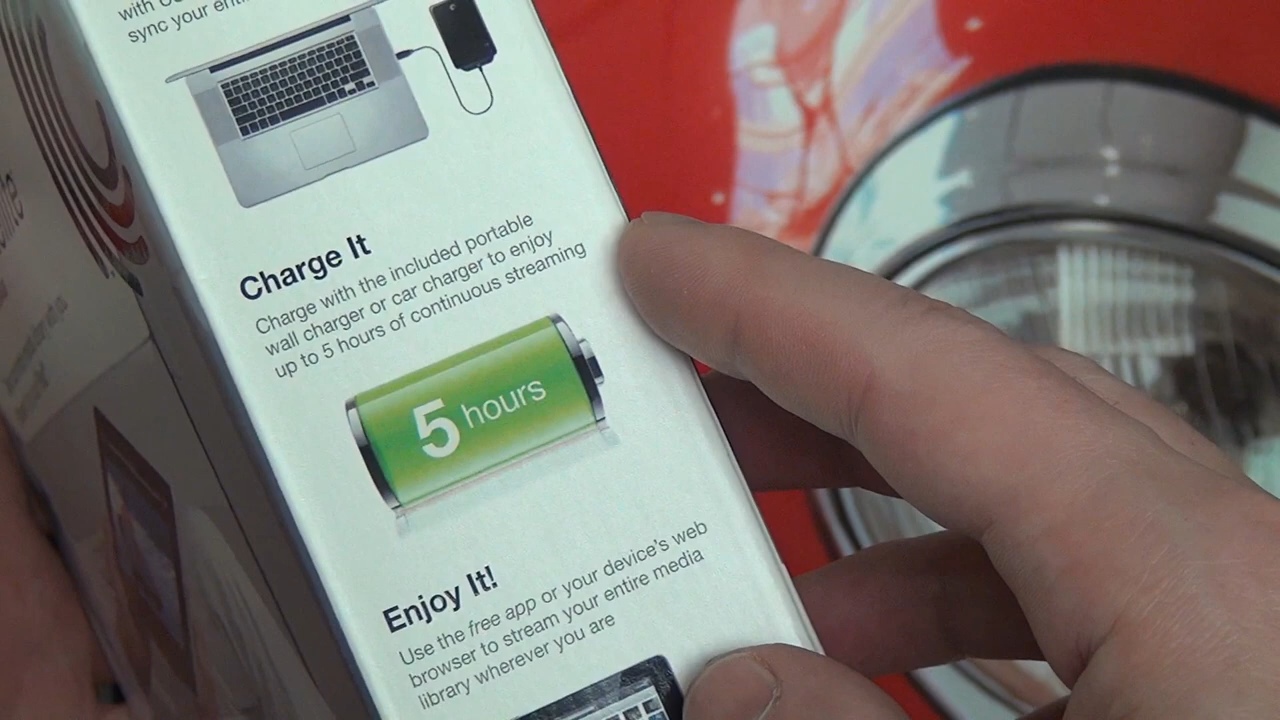 sync your
Charge It
Charge with the included portable
wall charger or car charger to enjoy
up to 5 hours of continuous streaming
5 hours
Enjoy It!
Use the free app or your device's web
browser to stream your entire media
library wherever you are